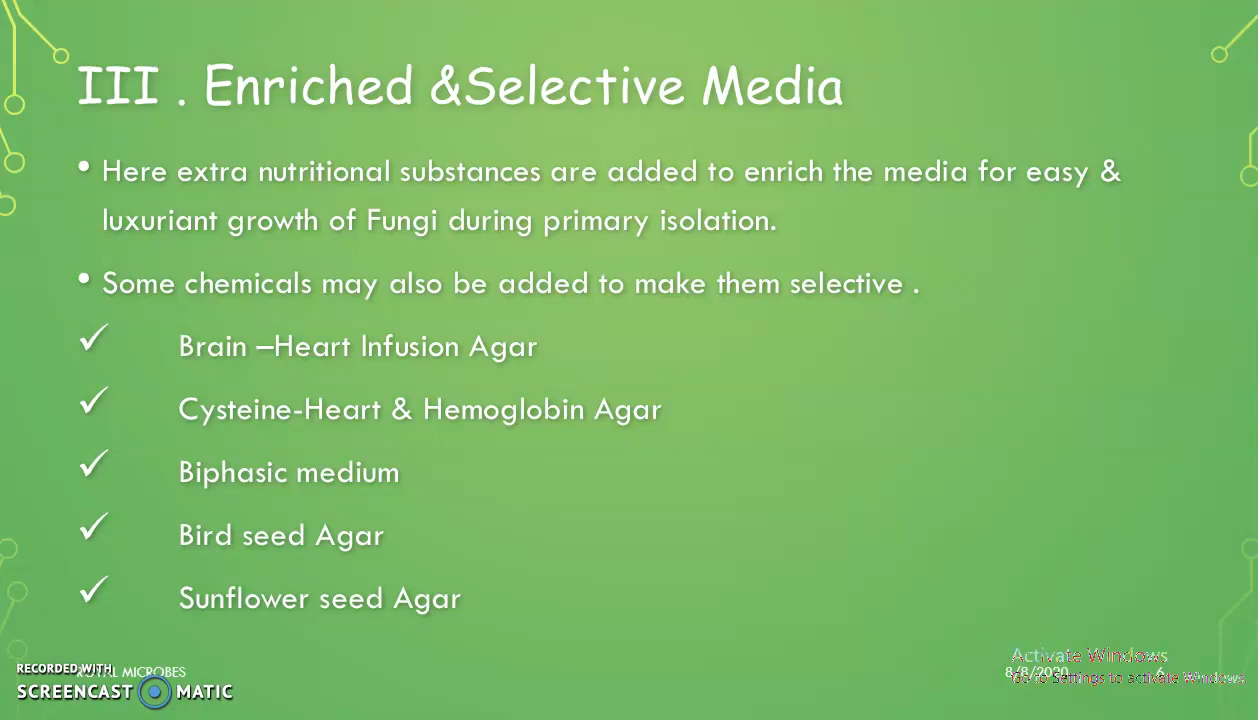 III . Enriched &Selective Media
• Here extra nutritional substances are added to enrich the media for easy &
luxuriant growth of Fungi during primary isolation.
• Some chemicals may also be added to make them selective .
✓ Brain –Heart Infusion Agar
✓ Cysteine-Heart & Hemoglobin Agar
✓ Biphasic medium
✓ Bird seed Agar
✓ Sunflower seed Agar
RECORDED WITH
MICROBES
SCREENCAST MATIC
Activate Windows
8/8/2020 6
Go to Settings to activate Windows